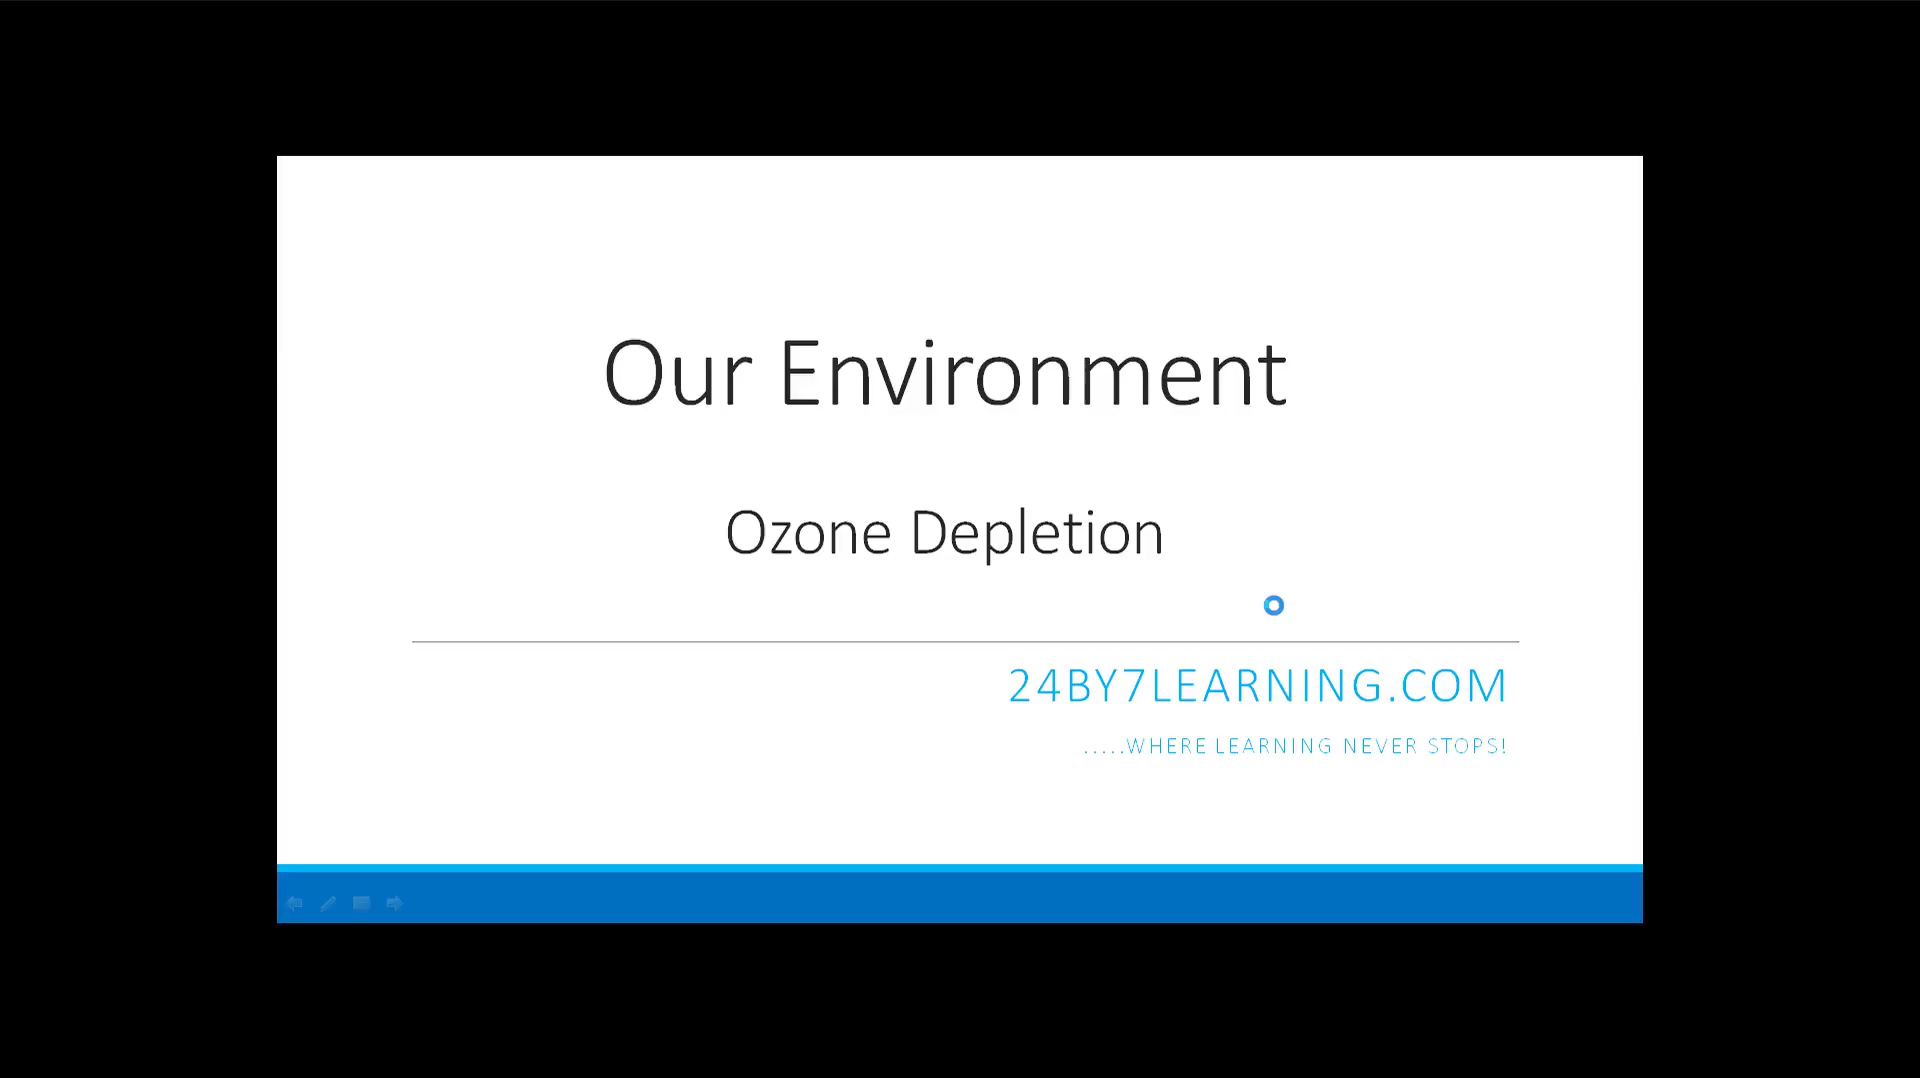 Our Environment
Ozone Depletion
24BY7LEARNING.COM
.....WHERE LEARNING NEVER STOPS!